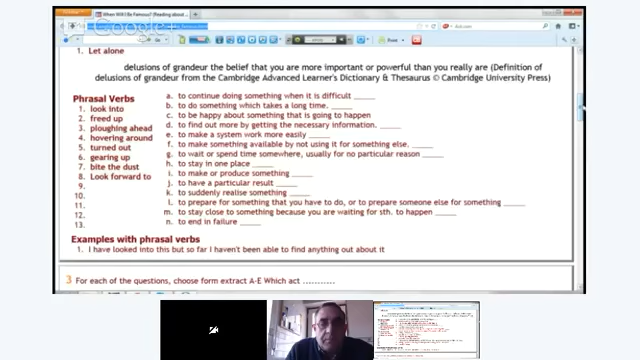 When Will I Be Famous? (Reading about
Google+
Ask.com
Print
1. Let alone
delusions of grandeur the belief that you are more important or powerful than you really are (Definition of
delusions of grandeur from the Cambridge Advanced Learner's Dictionary & Thesaurus © Cambridge University Press)
Phrasal Verbs
1. look into
2. freed up
3. ploughing ahead
4. hovering around
5. turned out
6. gearing up
7. bite the dust
8. Look forward to
9.
10.
11.
12.
13.
a. to continue doing something when it is difficult _____
b. to do something which takes a long time. _____
c. to be happy about something that is going to happen
d. to find out more by getting the necessary information. _____
e. to make a system work more easily _____
f. to make something available by not using it for something else. _____
g. to wait or spend time somewhere, usually for no particular reason _____
h. to stay in one place _____
i. to make or produce something _____
j. to have a particular result _____
k. to suddenly realise something _____
l. to prepare for something that you have to do, or to prepare someone else for something _____
m. to stay close to something because you are waiting for sth. to happen _____
n. to end in failure _____
Examples with phrasal verbs
1. I have looked into this but so far I haven't been able to find anything out about it
3 For each of the questions, choose form extract A-E Which act ...........